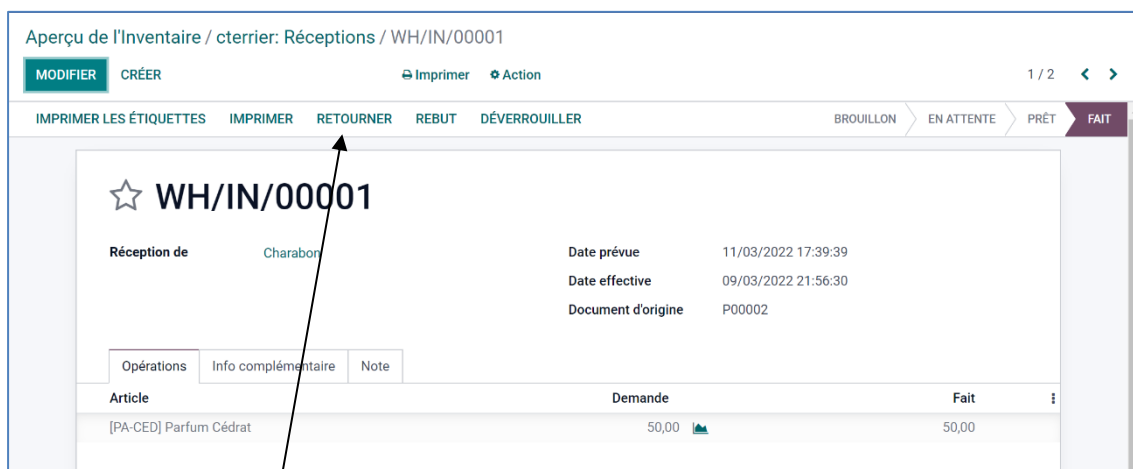 Aperçu de l'Inventaire / cterrier: Réceptions / WH/IN/00001
MODIFIER CRÉER Imprimer Action 1 / 2
IMPRIMER LES ÉTIQUETTES IMPRIMER RETOURNER REBUT DÉVERROUILLER BROUILLON EN ATTENTE PRÊT FAIT
WH/IN/00001
Réception de Charabon Date prévue 11/03/2022 17:39:39
Date effective 09/03/2022 21:56:30
Document d'origine P00002
Opérations Info complémentaire Note
Article Demande Fait
[PA-CED] Parfum Cédrat 50,00 50,00